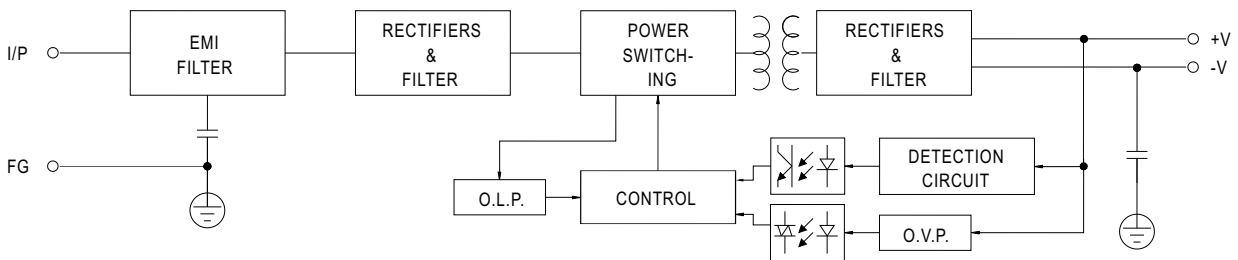 I/P
EMI
FILTER
RECTIFIERS
&
FILTER
POWER
SWITCH-
ING
RECTIFIERS
&
FILTER
+V
-V
FG
O.L.P.
CONTROL
DETECTION
CIRCUIT
O.V.P.